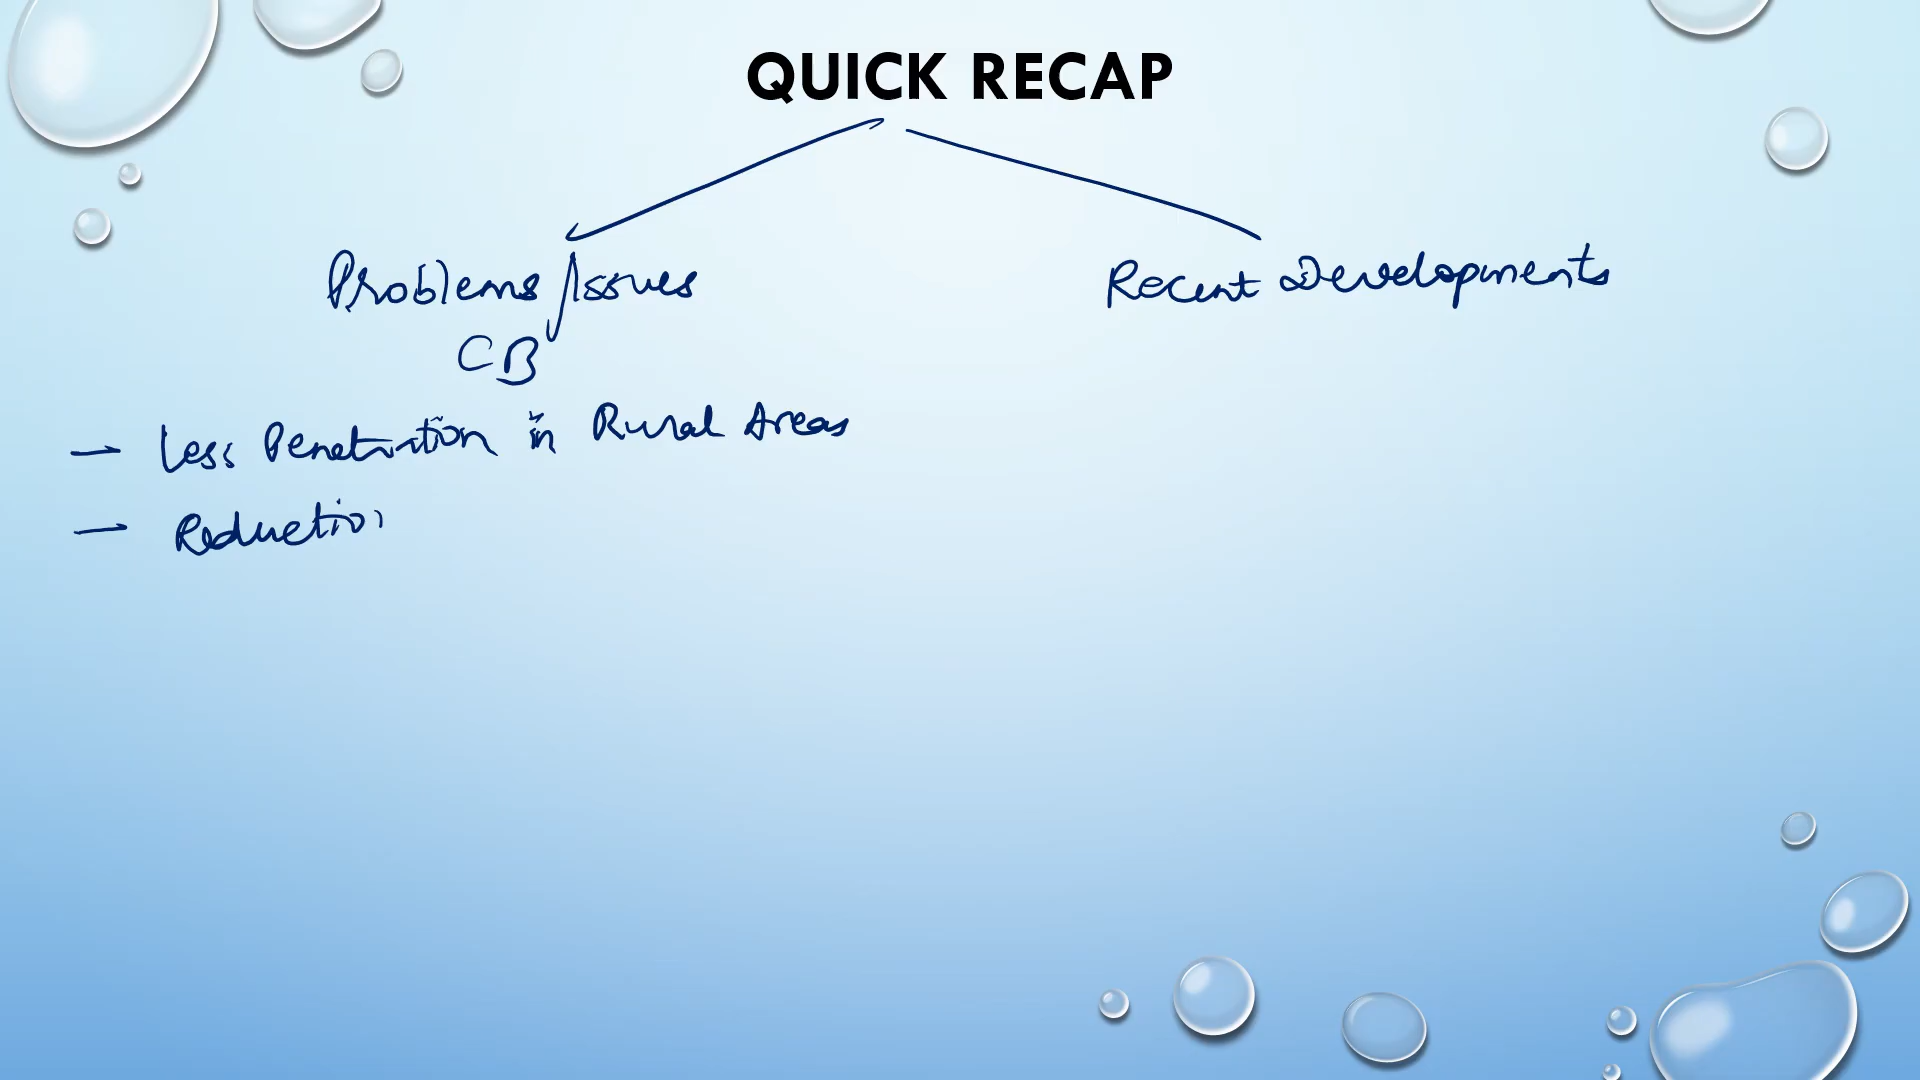 QUICK RECAP
Problems/Issues
Recent Developments
CB
— Less Penetration in Rural Areas
— Reduction